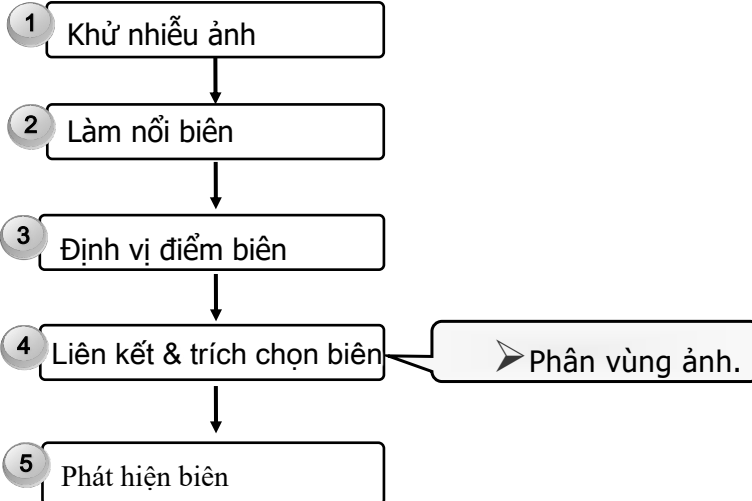 1 Khử nhiễu ảnh
2 Làm nổi biên
3 Định vị điểm biên
4 Liên kết & trích chọn biên
➢Phân vùng ảnh.
5 Phát hiện biên